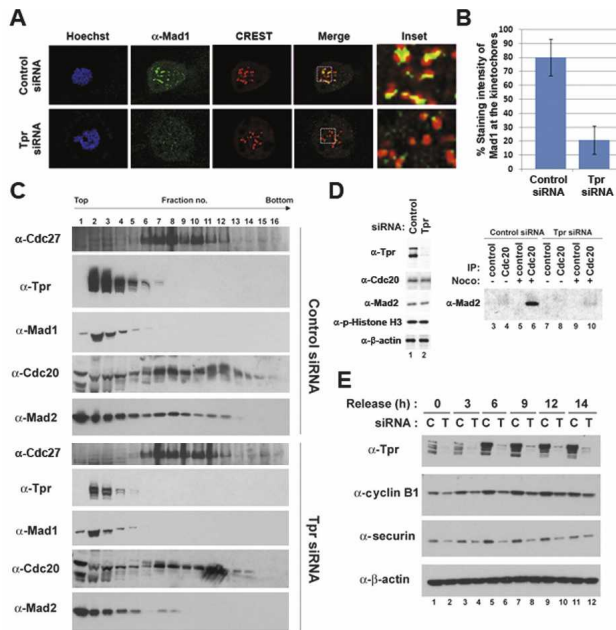 A
Hoechst α-Mad1 CREST Merge Inset
Control siRNA
Tpr siRNA
B
% Staining intensity of Mad1 at the kinetochores
100
90
80
70
60
50
40
30
20
10
0
Control siRNA
Tpr siRNA
C
Top Fraction no. Bottom
1 2 3 4 5 6 7 8 9 10 11 12 13 14 15 16
α-Cdc27
α-Tpr
α-Mad1
α-Cdc20
α-Mad2
Control siRNA
α-Cdc27
α-Tpr
α-Mad1
α-Cdc20
α-Mad2
Tpr siRNA
D
siRNA: Control Tpr
α-Tpr
α-Cdc20
α-Mad2
α-p-Histone H3
α-β-actin
1 2
Control siRNA Tpr siRNA
IP: control Cdc20 control Cdc20 control Cdc20 control Cdc20
Noco: - - + + - - + +
α-Mad2
3 4 5 6 7 8 9 10
E
Release (h) : 0 3 6 9 12 14
siRNA : C T C T C T C T C T C T
α-Tpr
α-cyclin B1
α-securin
α-β-actin
1 2 3 4 5 6 7 8 9 10 11 12